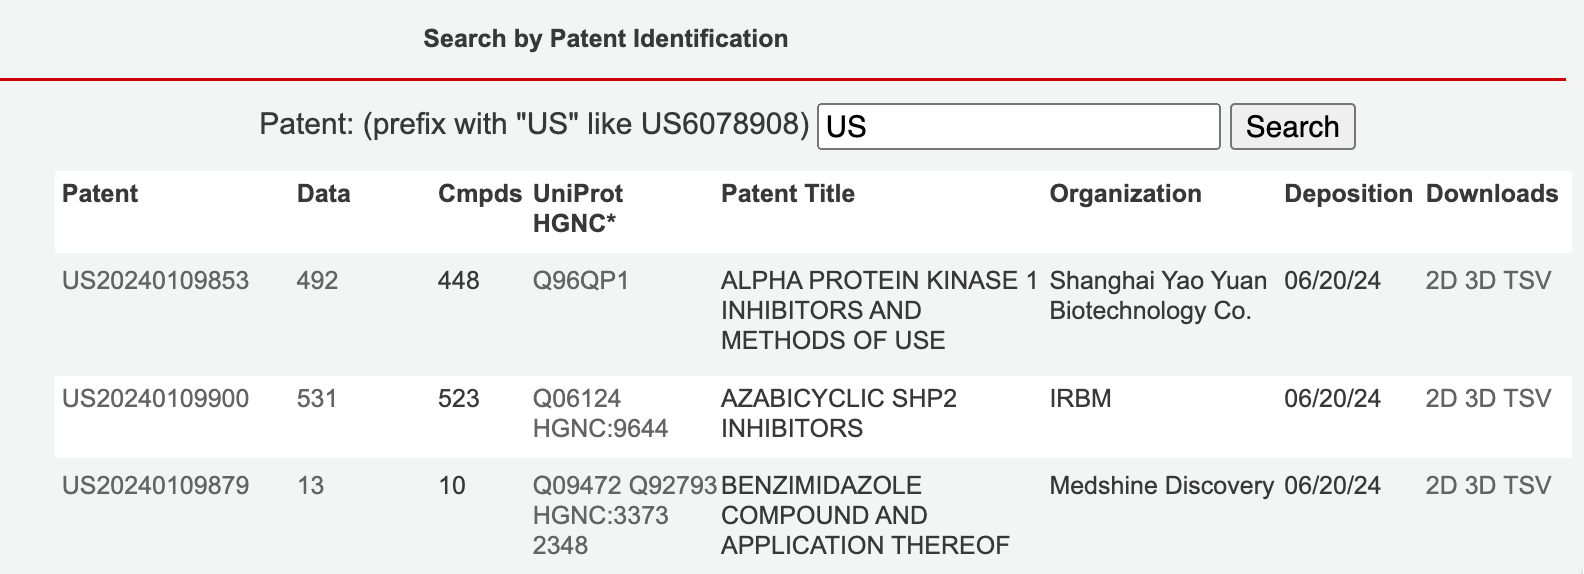 Search by Patent Identification
Patent: (prefix with "US" like US6078908) US Search
Patent Data Cmpds UniProt HGNC* Patent Title Organization Deposition Downloads
US20240109853 492 448 Q96QP1 ALPHA PROTEIN KINASE 1 Shanghai Yao Yuan 06/20/24 2D 3D TSV
INHIBITORS AND Biotechnology Co.
METHODS OF USE
US20240109900 531 523 Q06124 AZABICYCLIC SHP2 IRBM 06/20/24 2D 3D TSV
HGNC:9644 INHIBITORS
US20240109879 13 10 Q09472 Q92793 BENZIMIDAZOLE Medshine Discovery 06/20/24 2D 3D TSV
HGNC:3373 COMPOUND AND
2348 APPLICATION THEREOF